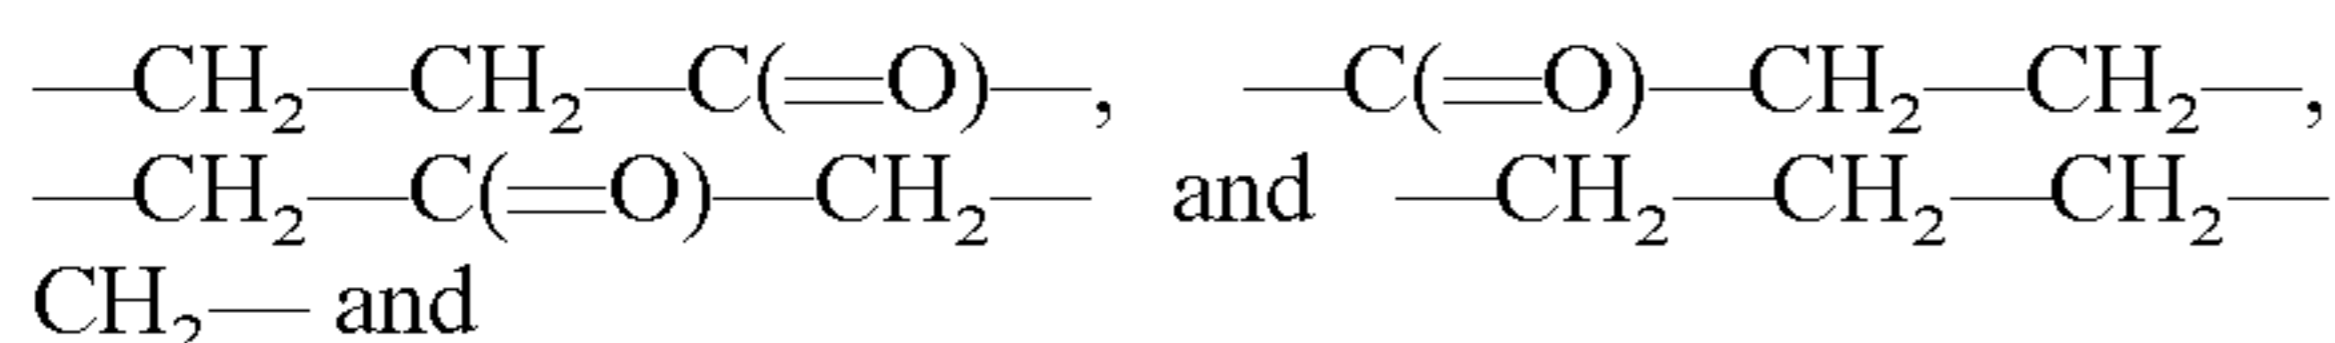 —CH₂—CH₂—C(═O)—, —C(═O)—CH₂—CH₂—,
—CH₂—C(═O)—CH₂— and —CH₂—CH₂—CH₂—
CH₂— and